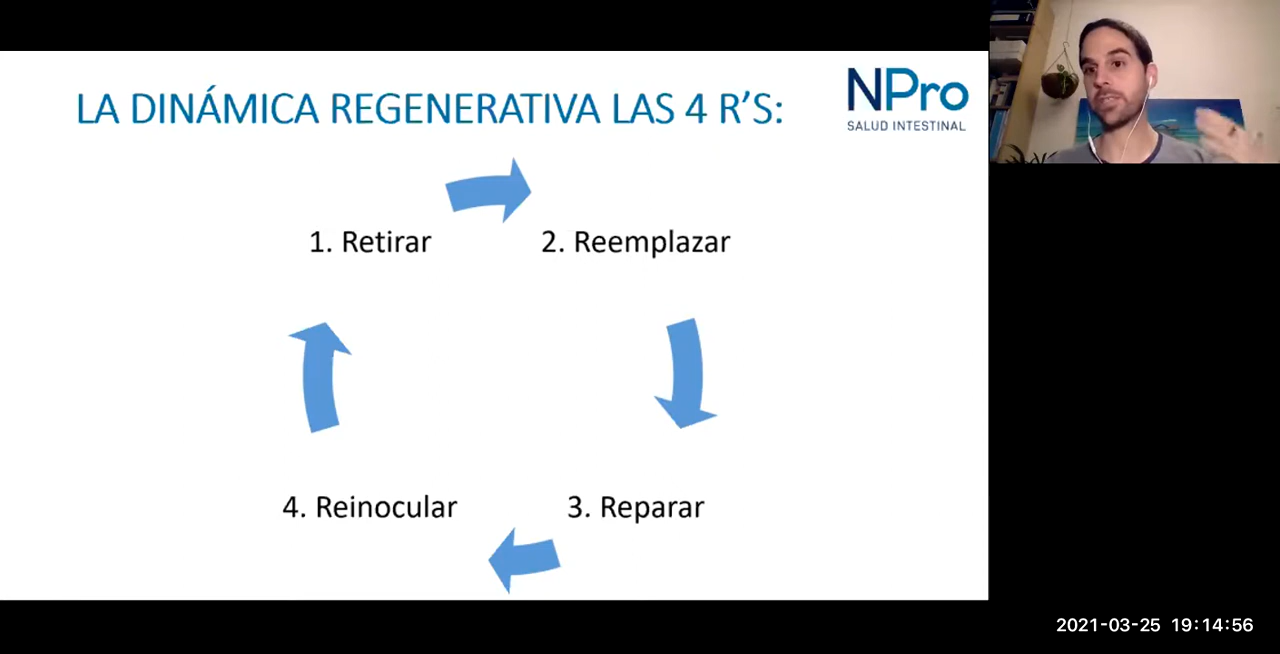 LA DINÁMICA REGENERATIVA LAS 4 R’S:
NPro
SALUD INTESTINAL
1. Retirar
2. Reemplazar
4. Reinocular
3. Reparar
2021-03-25 19:14:56